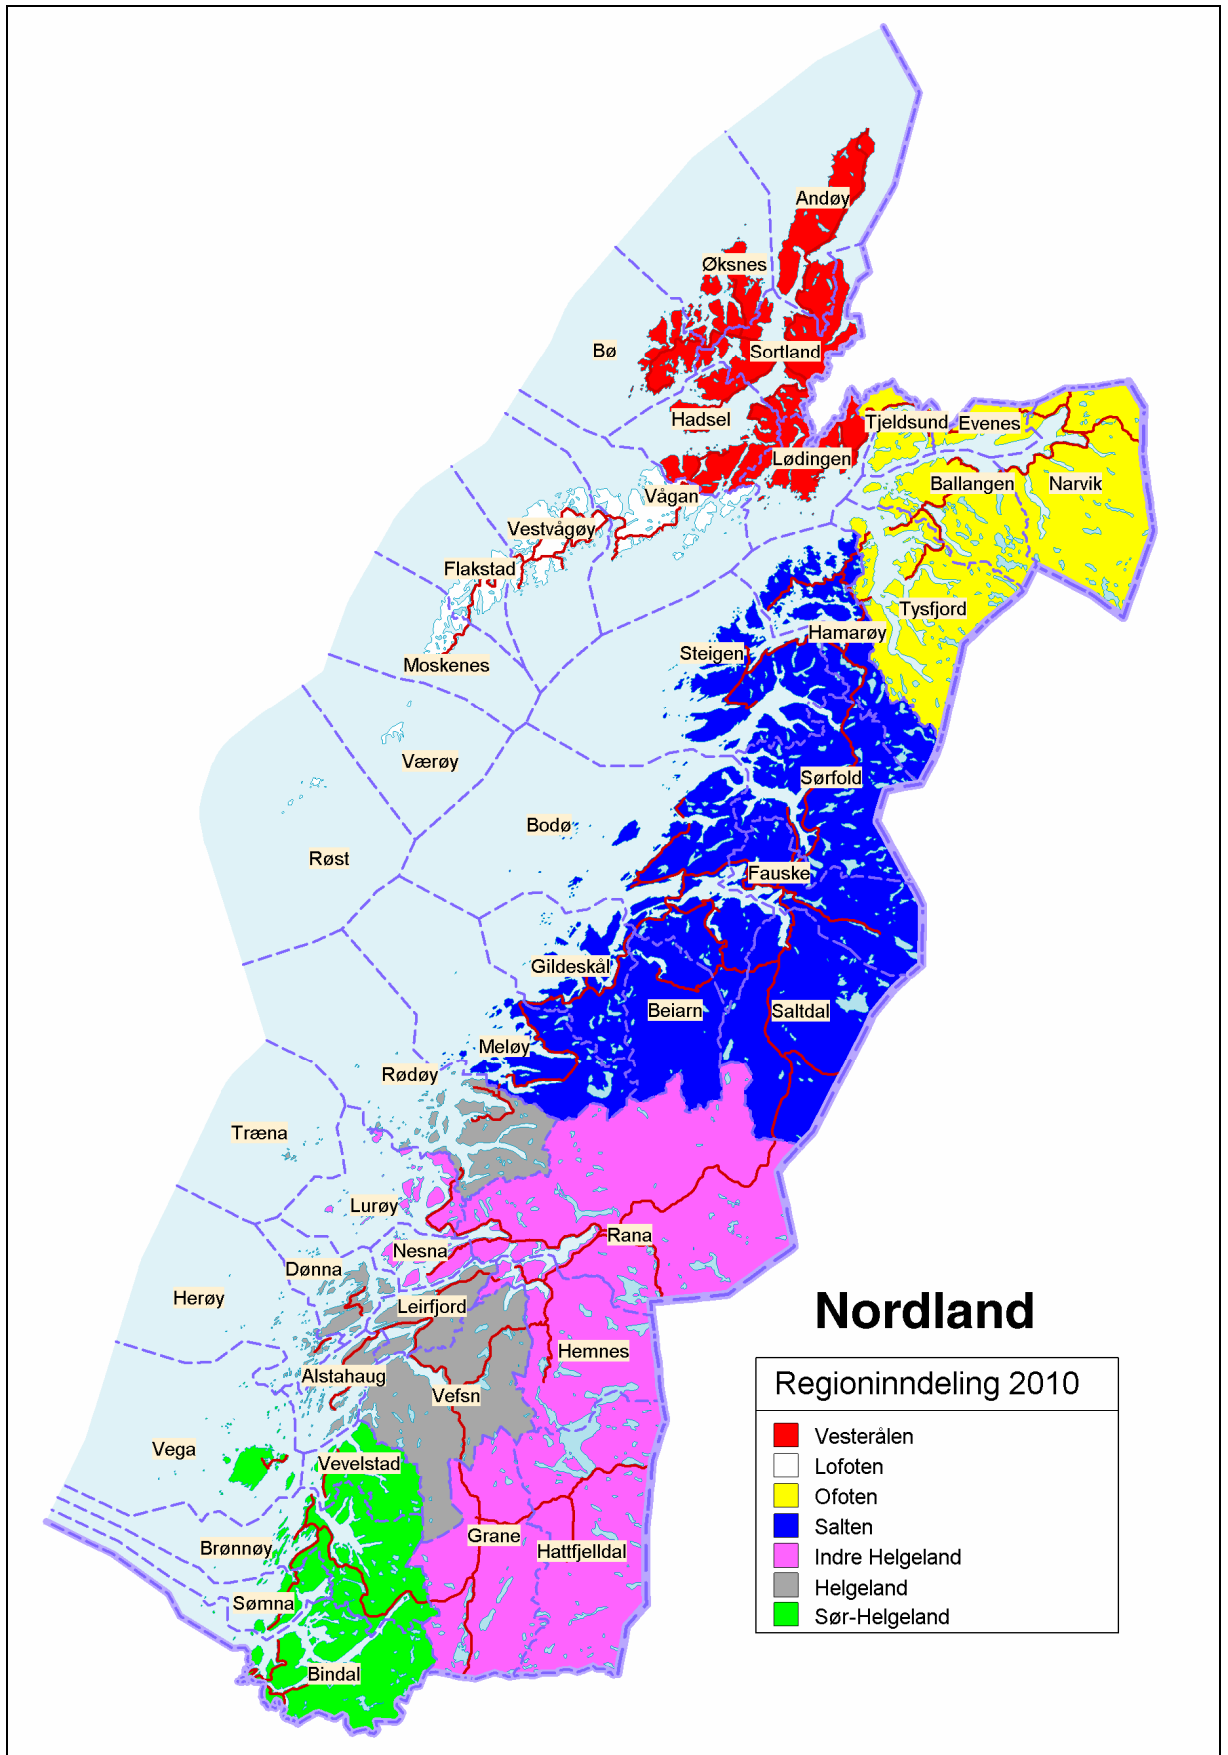 Andøy
Øksnes
Bø
Sortland
Hadsel
Tjeldsund
Evenes
Lødingen
Ballangen
Narvik
Vågan
Vestvågøy
Flakstad
Tysfjord
Hamarøy
Steigen
Moskenes
Værøy
Sørfold
Bodø
Røst
Fauske
Gildeskål
Beiarn
Saltdal
Meløy
Rødøy
Træna
Lurøy
Rana
Nesna
Dønna
Herøy
Leirfjord
Hemnes
Alstahaug
Vefsn
Vega
Vevelstad
Grane
Brønnøy
Hattfjelldal
Sømna
Bindal
Nordland
Regioninndeling 2010
Vesterålen
Lofoten
Ofoten
Salten
Indre Helgeland
Helgeland
Sør-Helgeland